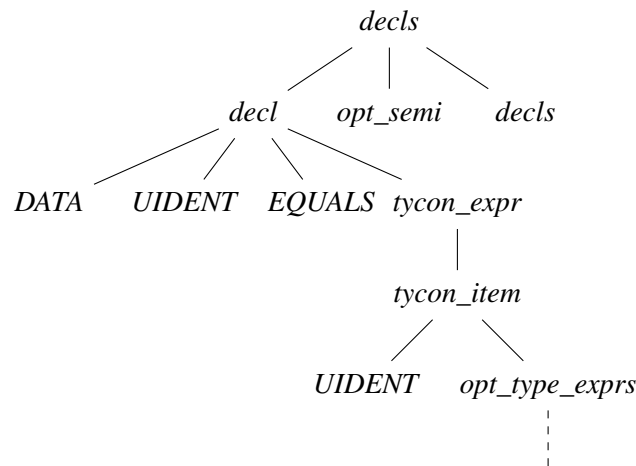 decls
decl opt_semi decls
DATA UIDENT EQUALS tycon_expr
tycon_item
UIDENT opt_type_exprs